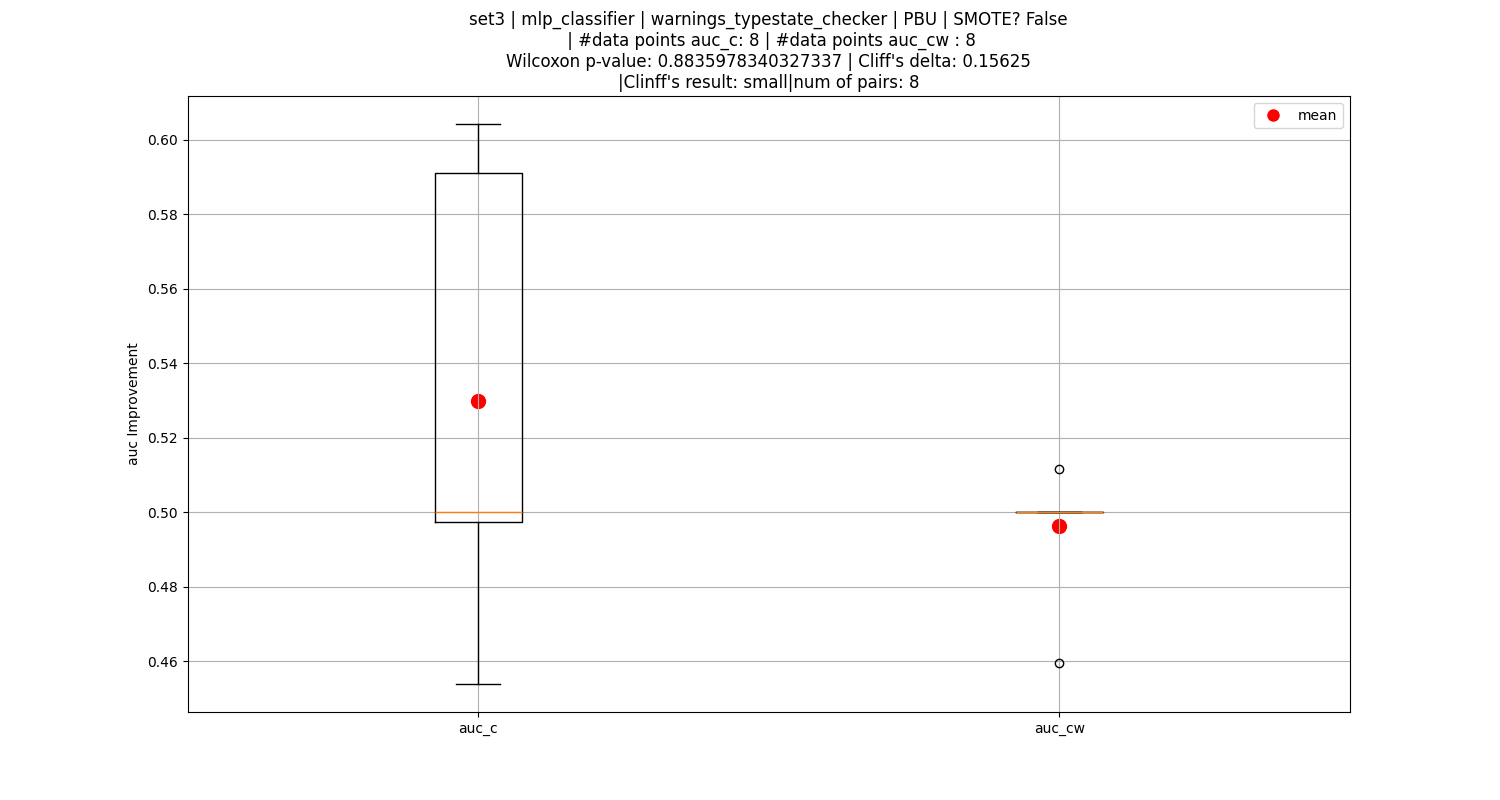 set3 | mlp_classifier | warnings_typestate_checker | PBU | SMOTE? False
| #data points auc_c: 8 | #data points auc_cw : 8
Wilcoxon p-value: 0.8835978340327337 | Cliff's delta: 0.15625
|Clinff's result: small|num of pairs: 8
mean
0.60
0.58
0.56
0.54
0.52
0.50
0.48
0.46
auc Improvement
auc_c
auc_cw